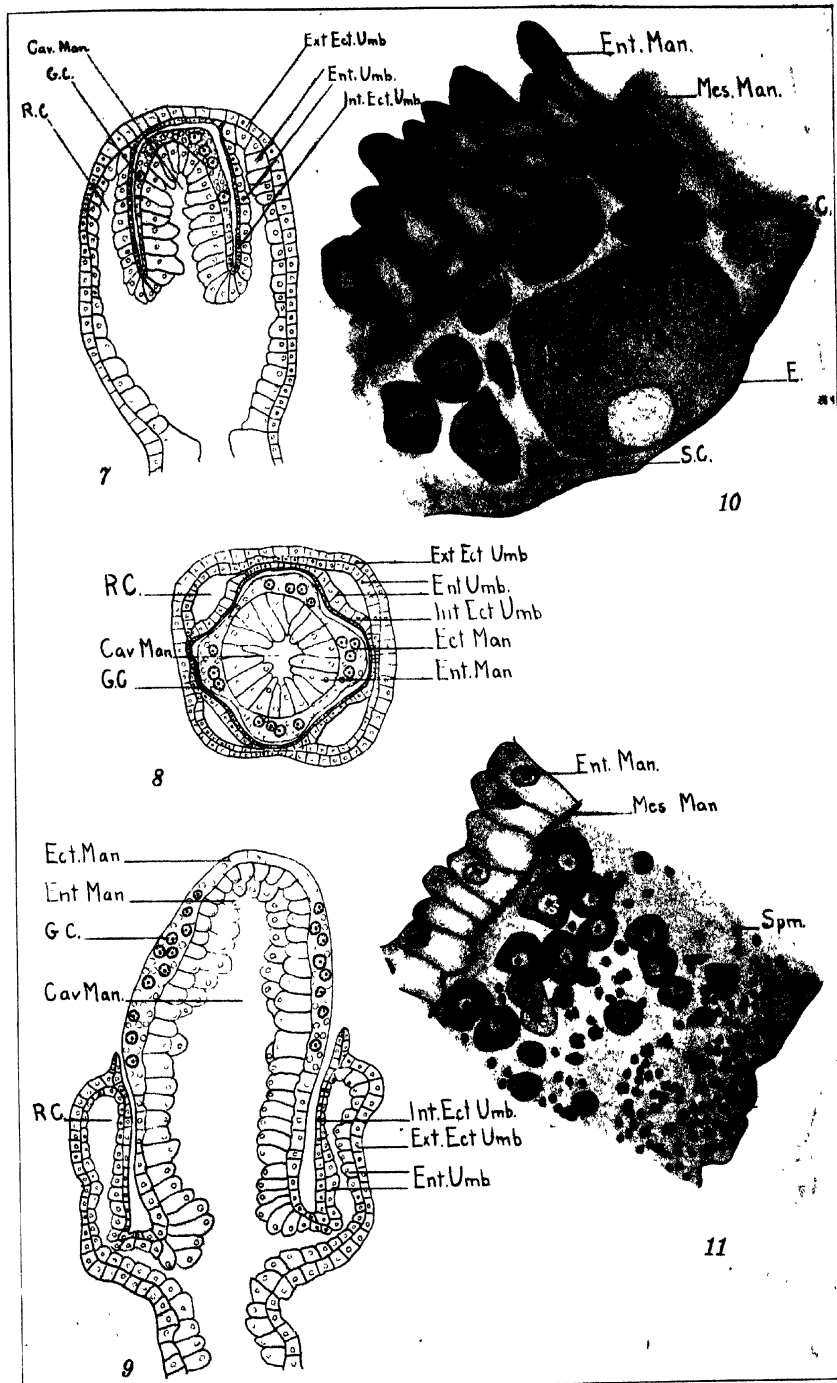 Cav. Man.
G.C.
R.C
Ext Ect. Umb
Ent. Umb.
Int. Ect. Umb.
7
Ent. Man.
Mes. Man.
G.C.
E.
S.C.
10
R.C.
Cav Man.
G.C
Ext Ect Umb
Ent Umb.
Int Ect Umb
Ect Man
Ent. Man
8
Ect. Man
Ent Man
G.C.
Cav Man.
R.C.
Int. Ect Umb.
Ext. Ect Umb
Ent. Umb
9
Ent. Man.
Mes Man
Spm.
11